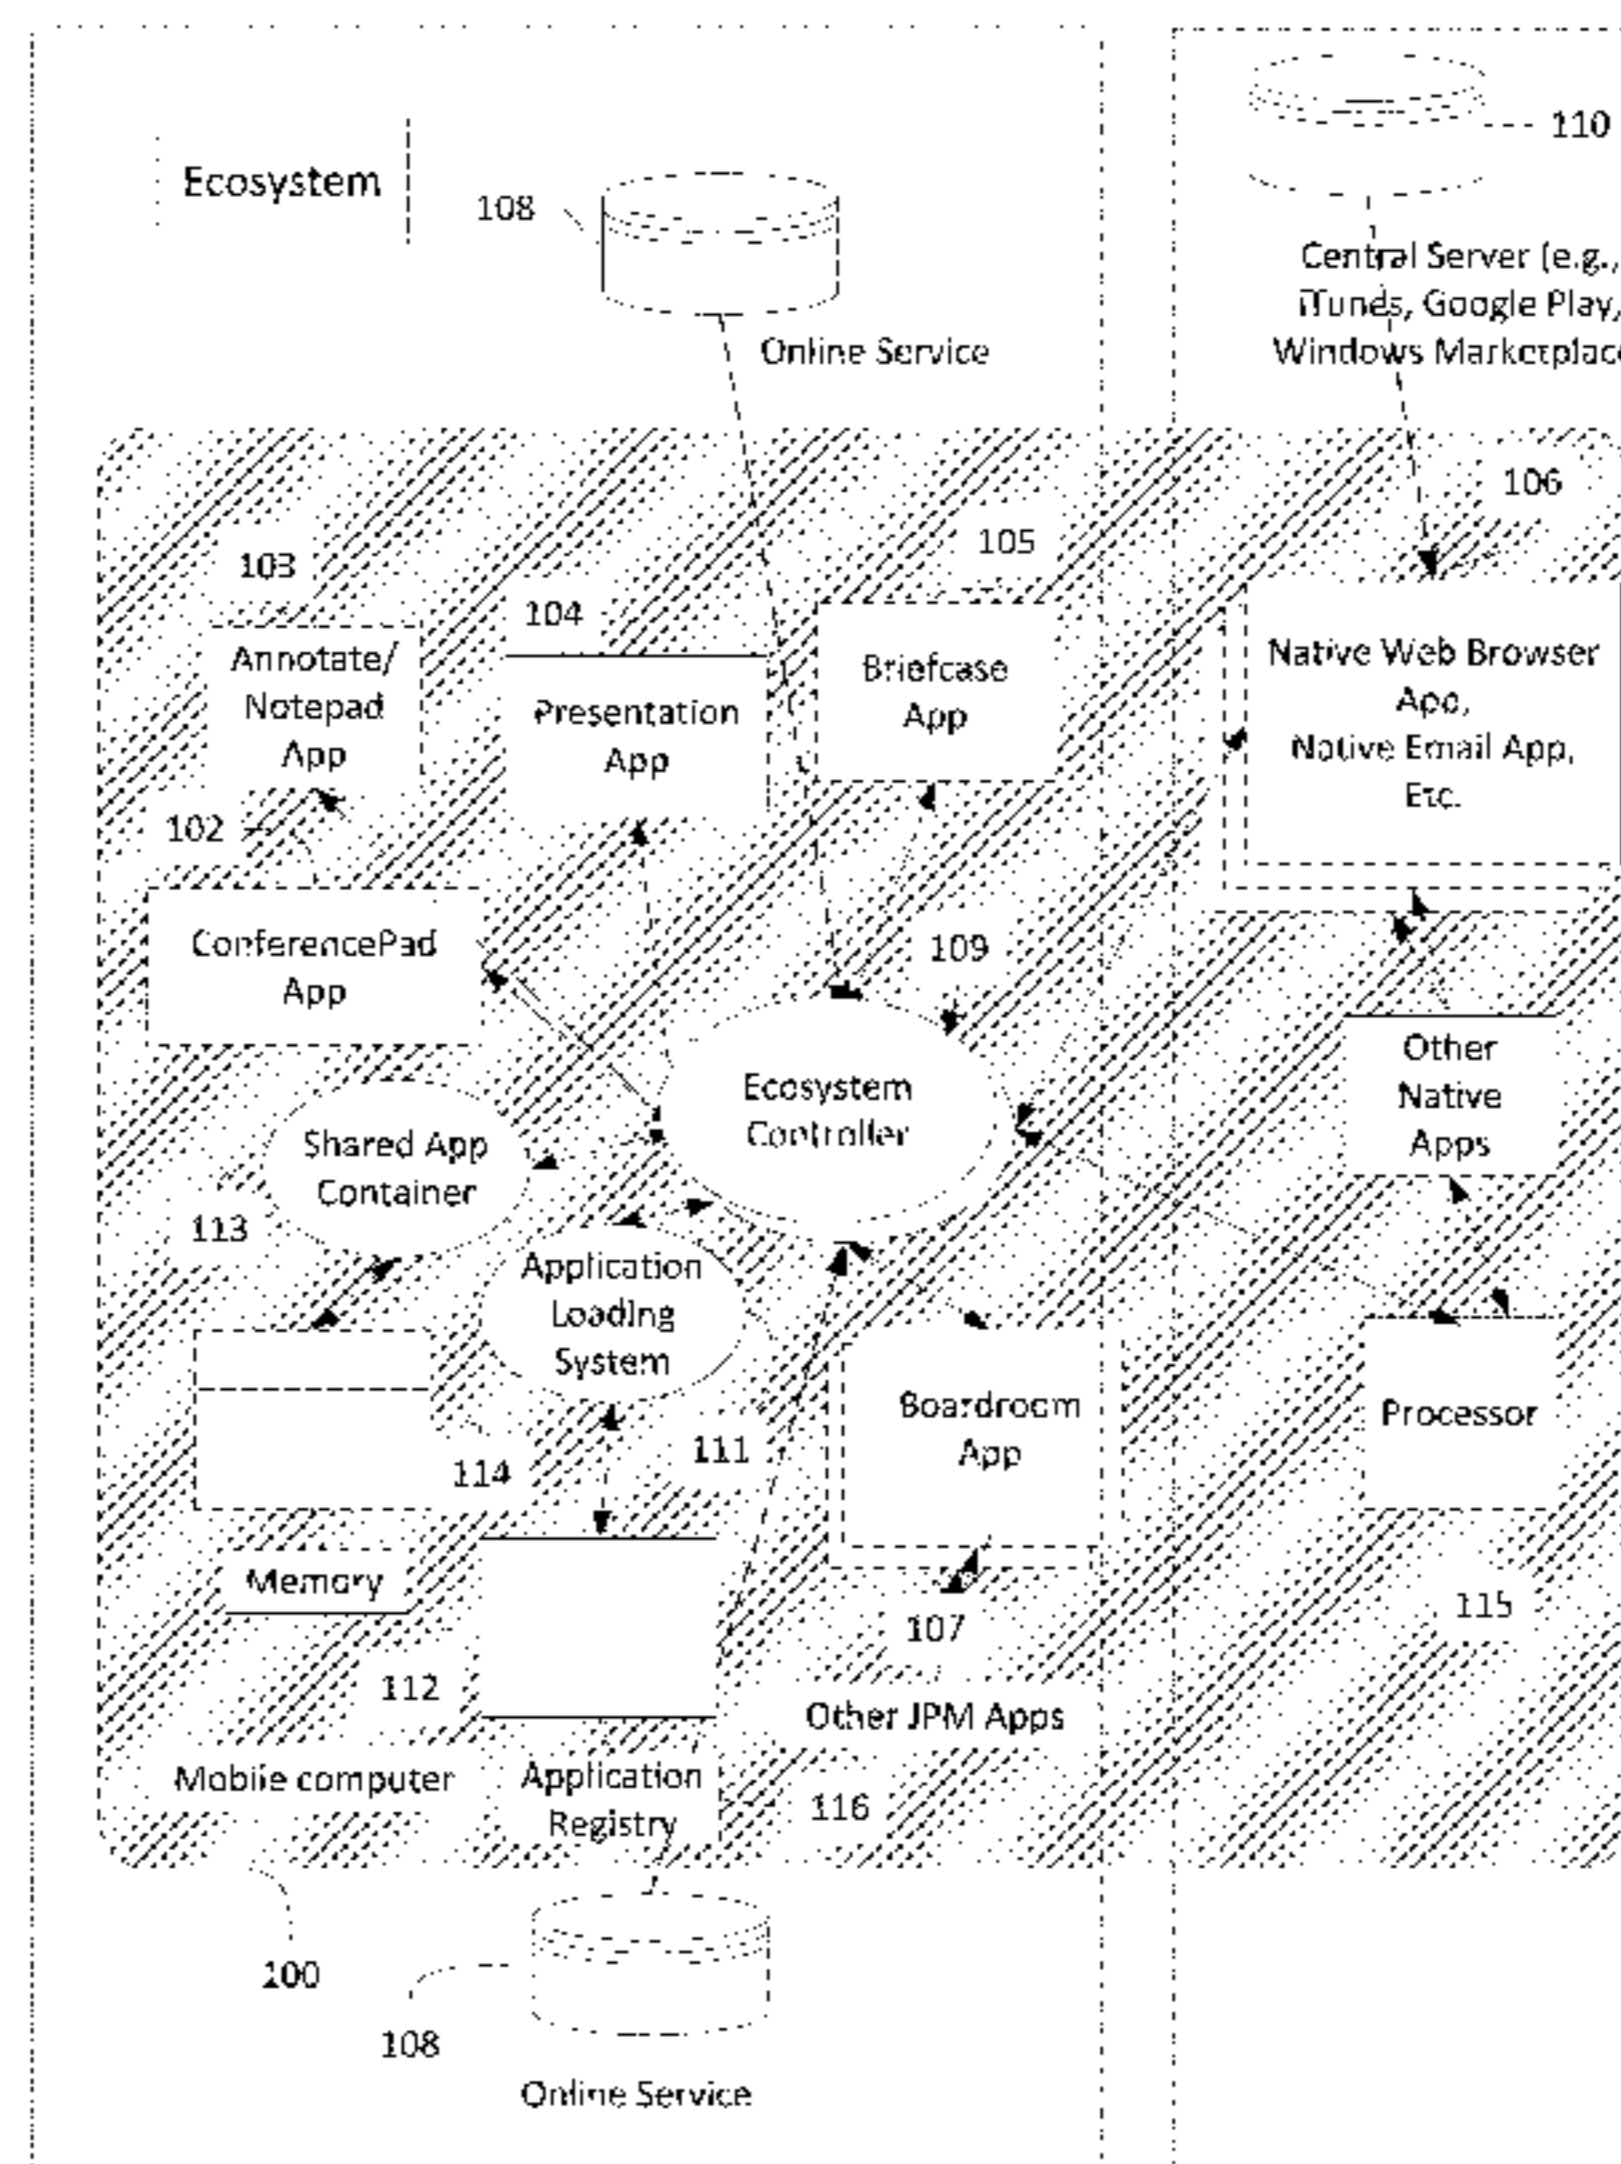 110
Ecosystem
108
Central Server (e.g.,
iTunes, Google Play,
Windows Marketplace
Online Service
106
105
103
104
Annotate/
Notepad
App
Presentation
App
Briefcase
App
Native Web Browser
App,
Native Email App,
Etc.
102
ConferencePad
App
109
Ecosystem
Controller
Other
Native
Apps
Shared App
Container
113
Application
Loading
System
Boardroom
App
Processor
111
114
Memory
115
107
112
Other JPM Apps
Mobile computer
Application
Registry
116
100
108
Online Service